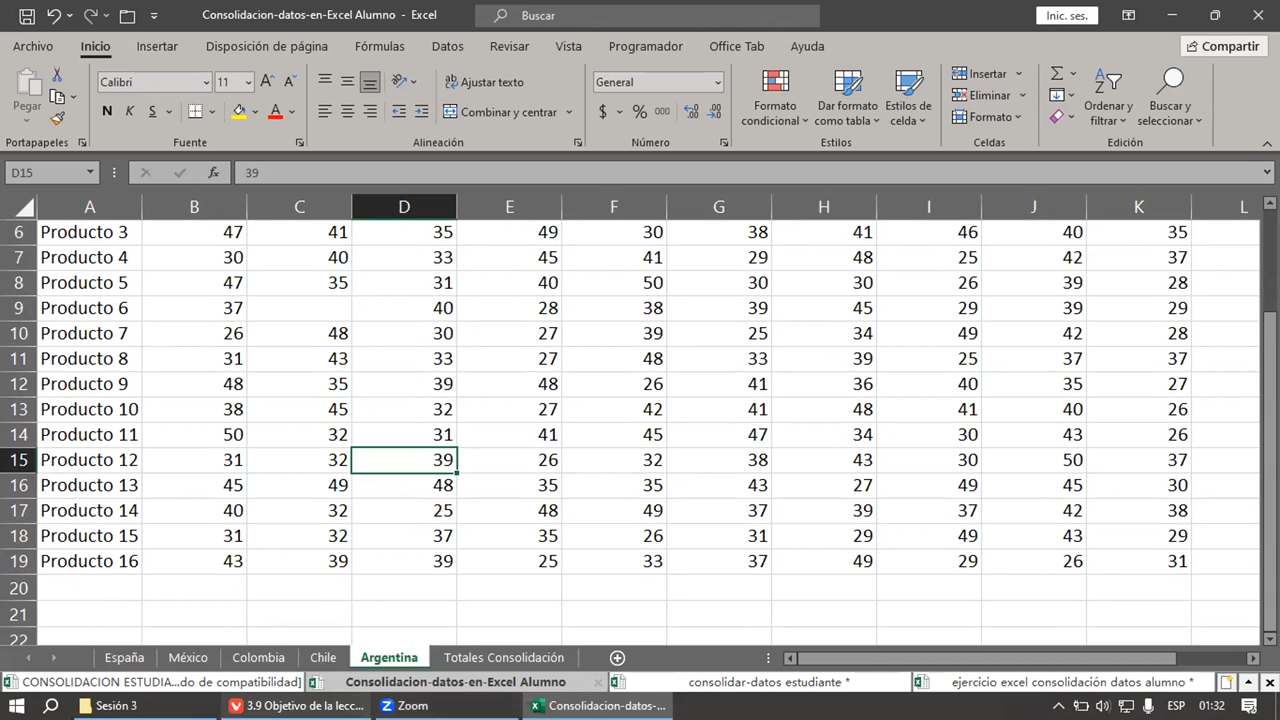 Consolidacion-datos-en-Excel Alumno - Excel
Buscar
Inic. ses.
Archivo Inicio Insertar Disposición de página Fórmulas Datos Revisar Vista Programador Office Tab Ayuda
Compartir
Pegar
Calibri 11
N K S
Ajustar texto
Combinar y centrar
General
$ % 000
Formato condicional
Dar formato como tabla
Estilos de celda
Insertar
Eliminar
Formato
Ordenar y filtrar
Buscar y seleccionar
Portapapeles Fuente Alineación Número Estilos Celdas Edición
D15 fx 39
A B C D E F G H I J K L
6 Producto 3 47 41 35 49 30 38 41 46 40 35
7 Producto 4 30 40 33 45 41 29 48 25 42 37
8 Producto 5 47 35 31 40 50 30 30 26 39 28
9 Producto 6 37 40 28 38 39 45 29 39 29
10 Producto 7 26 48 30 27 39 25 34 49 42 28
11 Producto 8 31 43 33 27 48 33 39 25 37 37
12 Producto 9 48 35 39 48 26 41 36 40 35 27
13 Producto 10 38 45 32 27 42 41 48 41 40 26
14 Producto 11 50 32 31 41 45 47 34 30 43 26
15 Producto 12 31 32 39 26 32 38 43 30 50 37
16 Producto 13 45 49 48 35 35 43 27 49 45 30
17 Producto 14 40 32 25 48 49 37 39 37 42 38
18 Producto 15 31 32 37 35 26 31 29 49 43 29
19 Producto 16 43 39 39 25 33 37 49 29 26 31
20
21
22
España México Colombia Chile Argentina Totales Consolidación
CONSOLIDACION ESTUDIA...do de compatibilidad] Consolidacion-datos-en-Excel Alumno consolidar-datos estudiante * ejercicio excel consolidación datos alumno *
Sesión 3 3.9 Objetivo de la lecc... Zoom Consolidacion-datos-... ESP 01:32